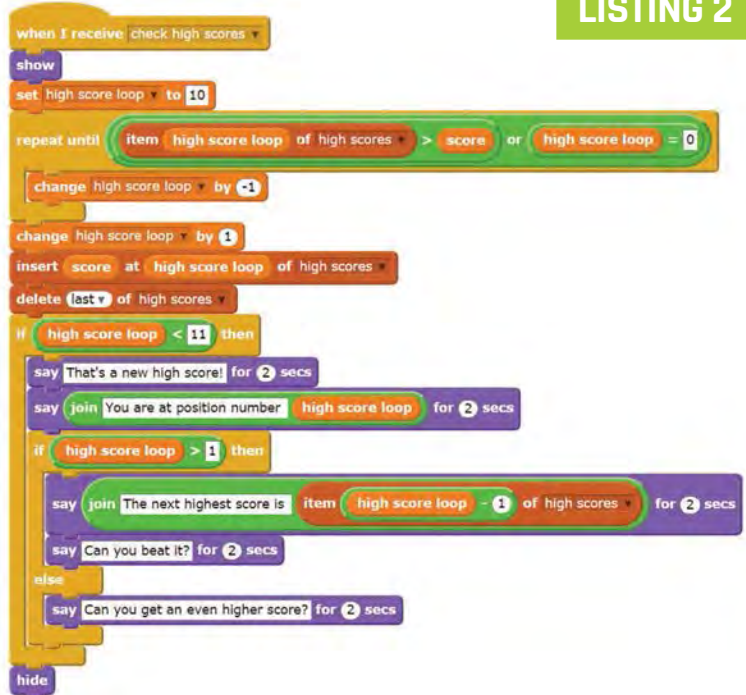 LISTING 2
when I receive check high scores
show
set high score loop to 10
repeat until item high score loop of high scores > score or high score loop = 0
change high score loop by -1
change high score loop by 1
insert score at high score loop of high scores
delete last of high scores
if high score loop < 11 then
say That's a new high score! for 2 secs
say join You are at position number high score loop for 2 secs
if high score loop > 1 then
say join The next highest score is item high score loop - 1 of high scores for 2 secs
say Can you beat it? for 2 secs
else
say Can you get an even higher score? for 2 secs
hide